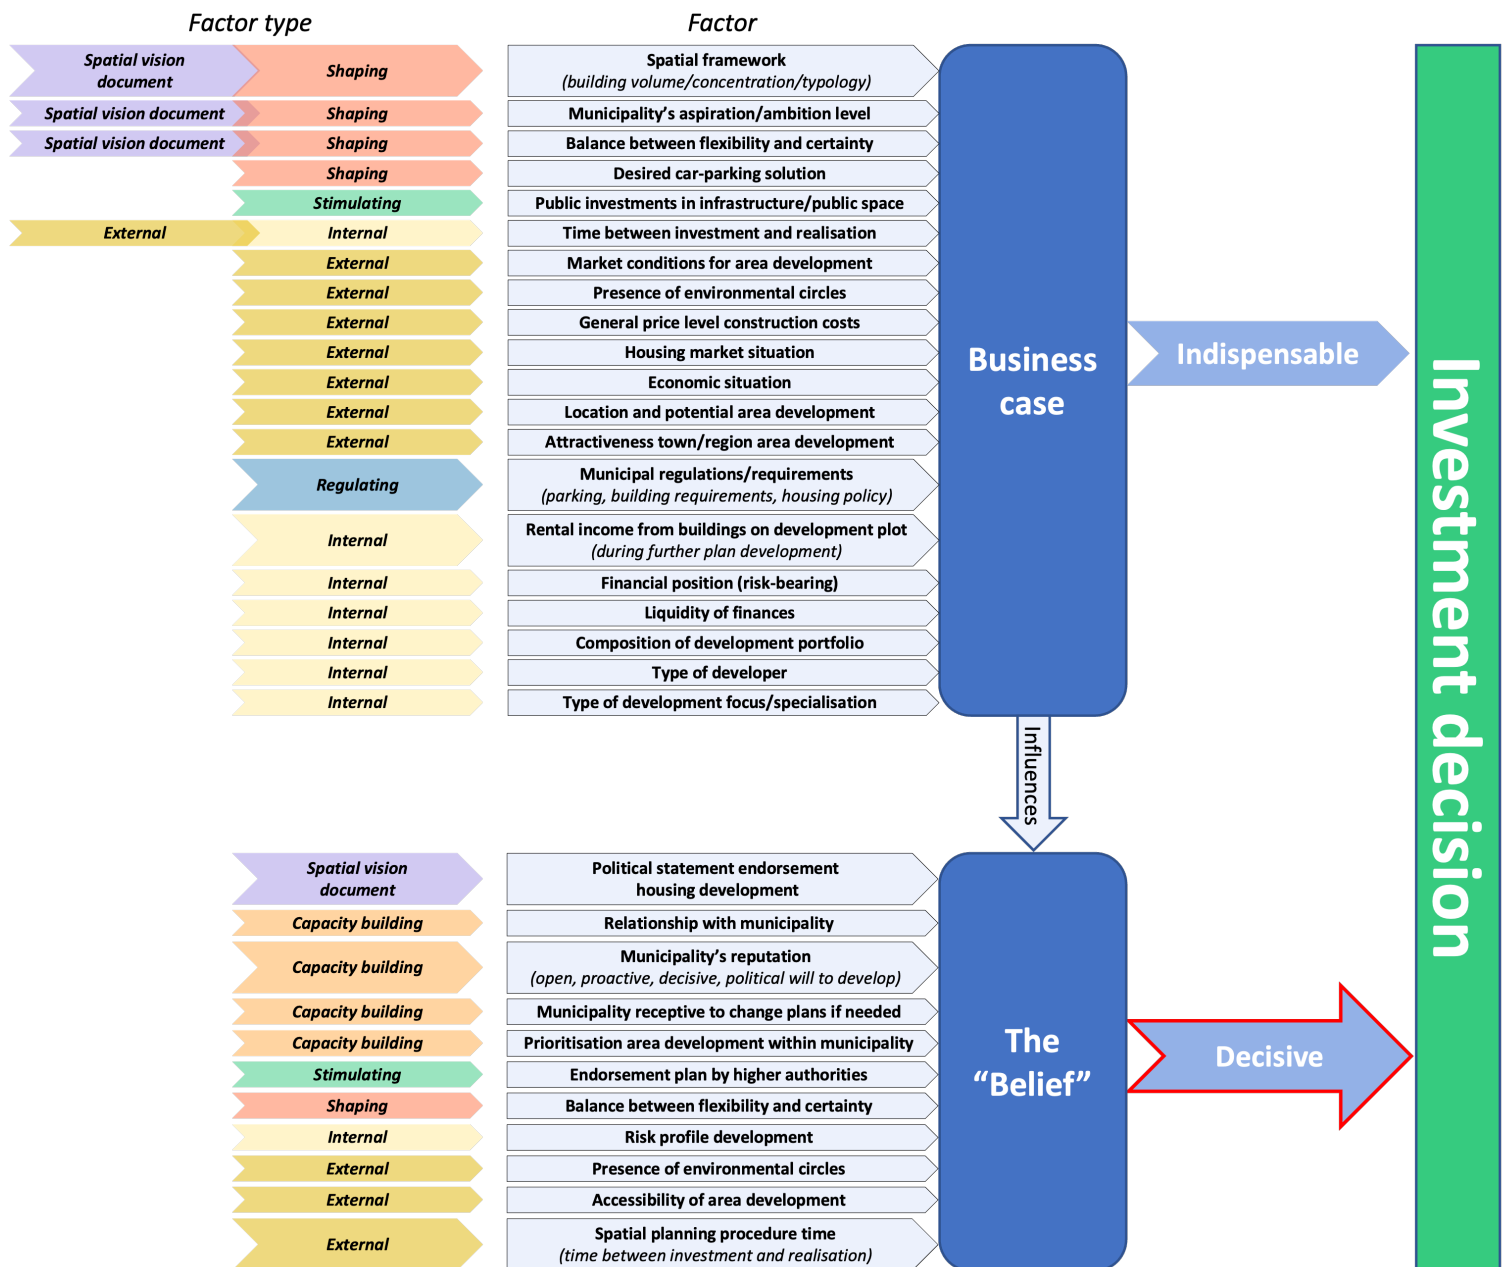 Factor type
Factor
Spatial vision
document
Shaping
Spatial framework
(building volume/concentration/typology)
Spatial vision document
Shaping
Municipality’s aspiration/ambition level
Spatial vision document
Shaping
Balance between flexibility and certainty
Shaping
Desired car-parking solution
Stimulating
Public investments in infrastructure/public space
External
Internal
Time between investment and realisation
External
Market conditions for area development
External
Presence of environmental circles
External
General price level construction costs
External
Housing market situation
External
Economic situation
External
Location and potential area development
External
Attractiveness town/region area development
Regulating
Municipal regulations/requirements
(parking, building requirements, housing policy)
Internal
Rental income from buildings on development plot
(during further plan development)
Internal
Financial position (risk-bearing)
Internal
Liquidity of finances
Internal
Composition of development portfolio
Internal
Type of developer
Internal
Type of development focus/specialisation
Business
case
Indispensable
Influences
Spatial vision
document
Political statement endorsement
housing development
Capacity building
Relationship with municipality
Capacity building
Municipality’s reputation
(open, proactive, decisive, political will to develop)
Capacity building
Municipality receptive to change plans if needed
Capacity building
Prioritisation area development within municipality
Stimulating
Endorsement plan by higher authorities
Shaping
Balance between flexibility and certainty
Internal
Risk profile development
External
Presence of environmental circles
External
Accessibility of area development
External
Spatial planning procedure time
(time between investment and realisation)
The
“Belief”
Decisive
Investment decision